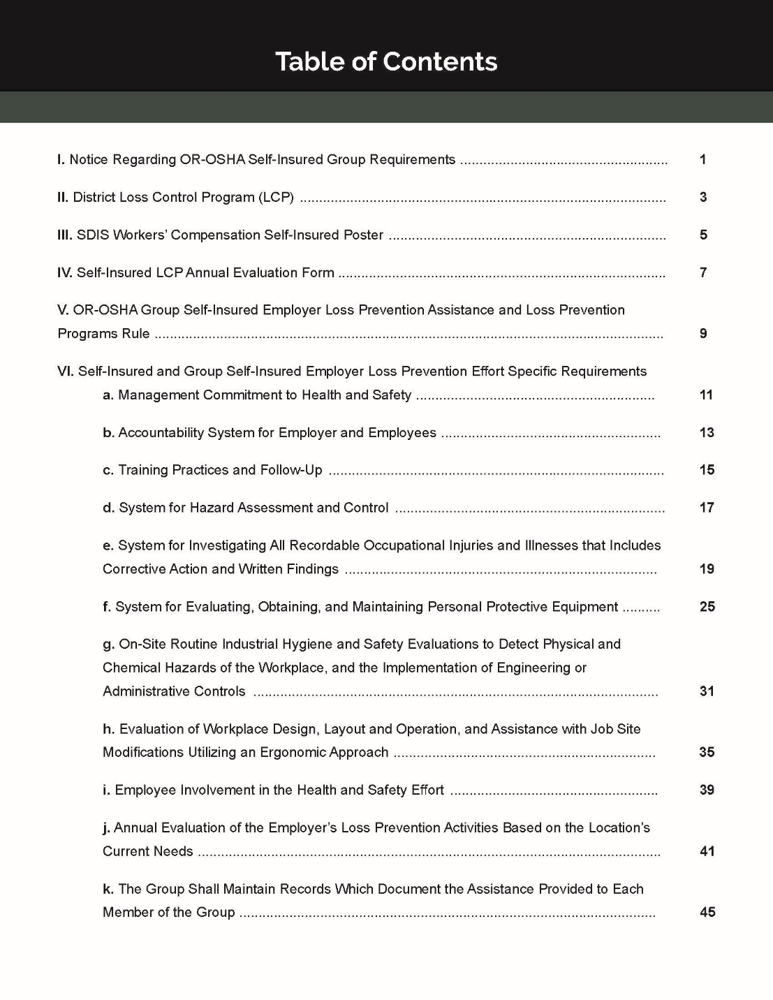 Table of Contents
I. Notice Regarding OR-OSHA Self-Insured Group Requirements ...................................................... 1
II. District Loss Control Program (LCP) ............................................................................................... 3
III. SDIS Workers' Compensation Self-Insured Poster ........................................................................ 5
IV. Self-Insured LCP Annual Evaluation Form ..................................................................................... 7
V. OR-OSHA Group Self-Insured Employer Loss Prevention Assistance and Loss Prevention
Programs Rule .................................................................................................................................... 9
VI. Self-Insured and Group Self-Insured Employer Loss Prevention Effort Specific Requirements
a. Management Commitment to Health and Safety .............................................................. 11
b. Accountability System for Employer and Employees ......................................................... 13
c. Training Practices and Follow-Up ....................................................................................... 15
d. System for Hazard Assessment and Control ...................................................................... 17
e. System for Investigating All Recordable Occupational Injuries and Illnesses that Includes
Corrective Action and Written Findings ................................................................................. 19
f. System for Evaluating, Obtaining, and Maintaining Personal Protective Equipment .......... 25
g. On-Site Routine Industrial Hygiene and Safety Evaluations to Detect Physical and
Chemical Hazards of the Workplace, and the Implementation of Engineering or
Administrative Controls ......................................................................................................... 31
h. Evaluation of Workplace Design, Layout and Operation, and Assistance with Job Site
Modifications Utilizing an Ergonomic Approach .................................................................... 35
i. Employee Involvement in the Health and Safety Effort ...................................................... 39
j. Annual Evaluation of the Employer's Loss Prevention Activities Based on the Location's
Current Needs ........................................................................................................................ 41
k. The Group Shall Maintain Records Which Document the Assistance Provided to Each
Member of the Group ............................................................................................................ 45